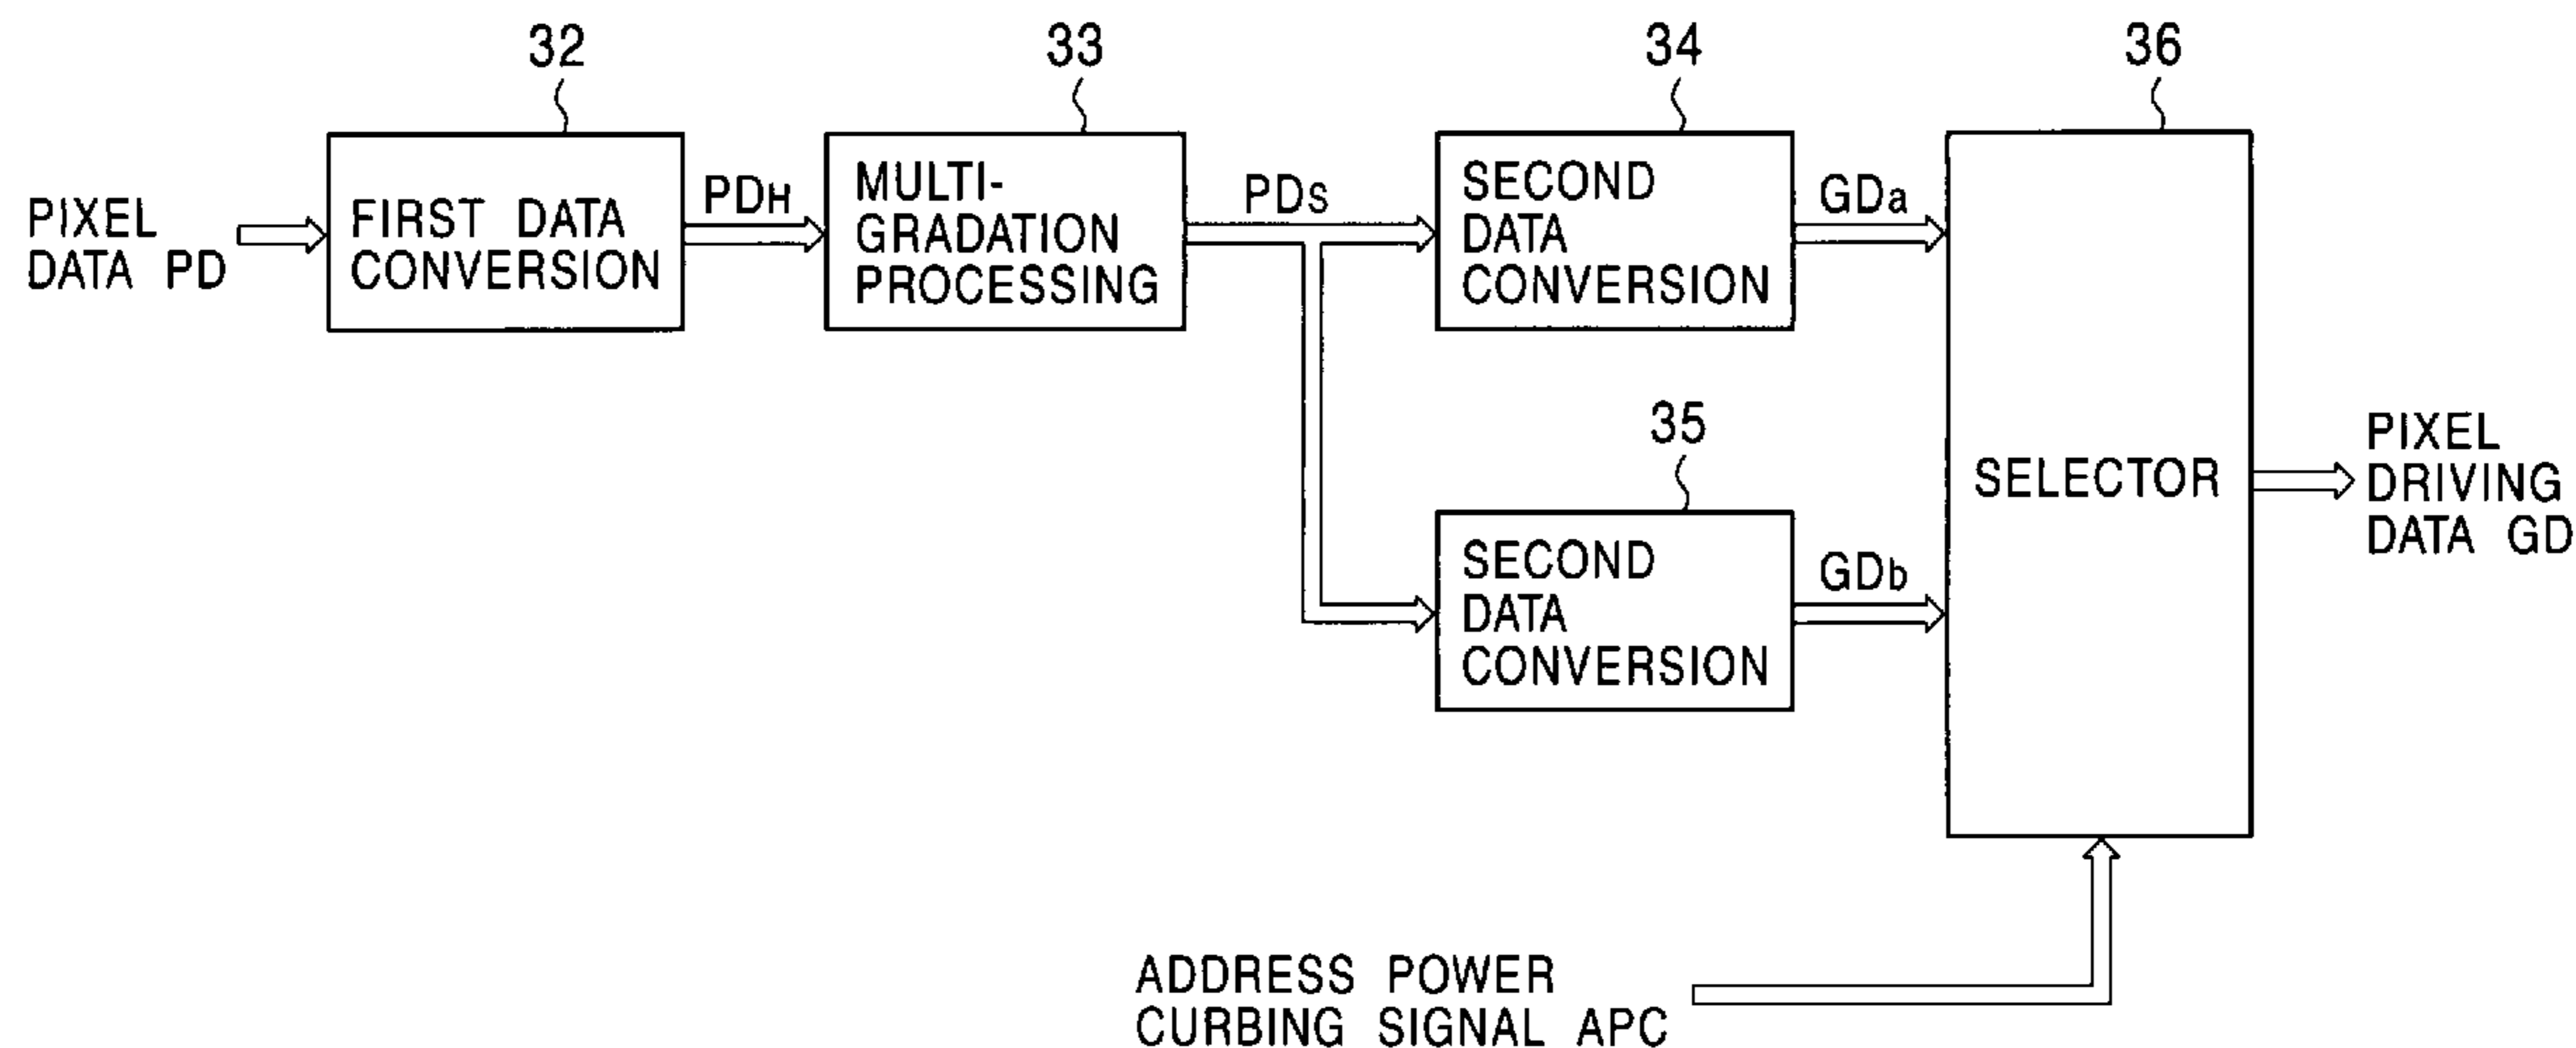 32
33
34
36
PIXEL
DATA PD
FIRST DATA
CONVERSION
PDH
MULTI-
GRADATION
PROCESSING
PDS
SECOND
DATA
CONVERSION
GDa
35
SECOND
DATA
CONVERSION
GDb
SELECTOR
PIXEL
DRIVING
DATA GD
ADDRESS POWER
CURBING SIGNAL APC